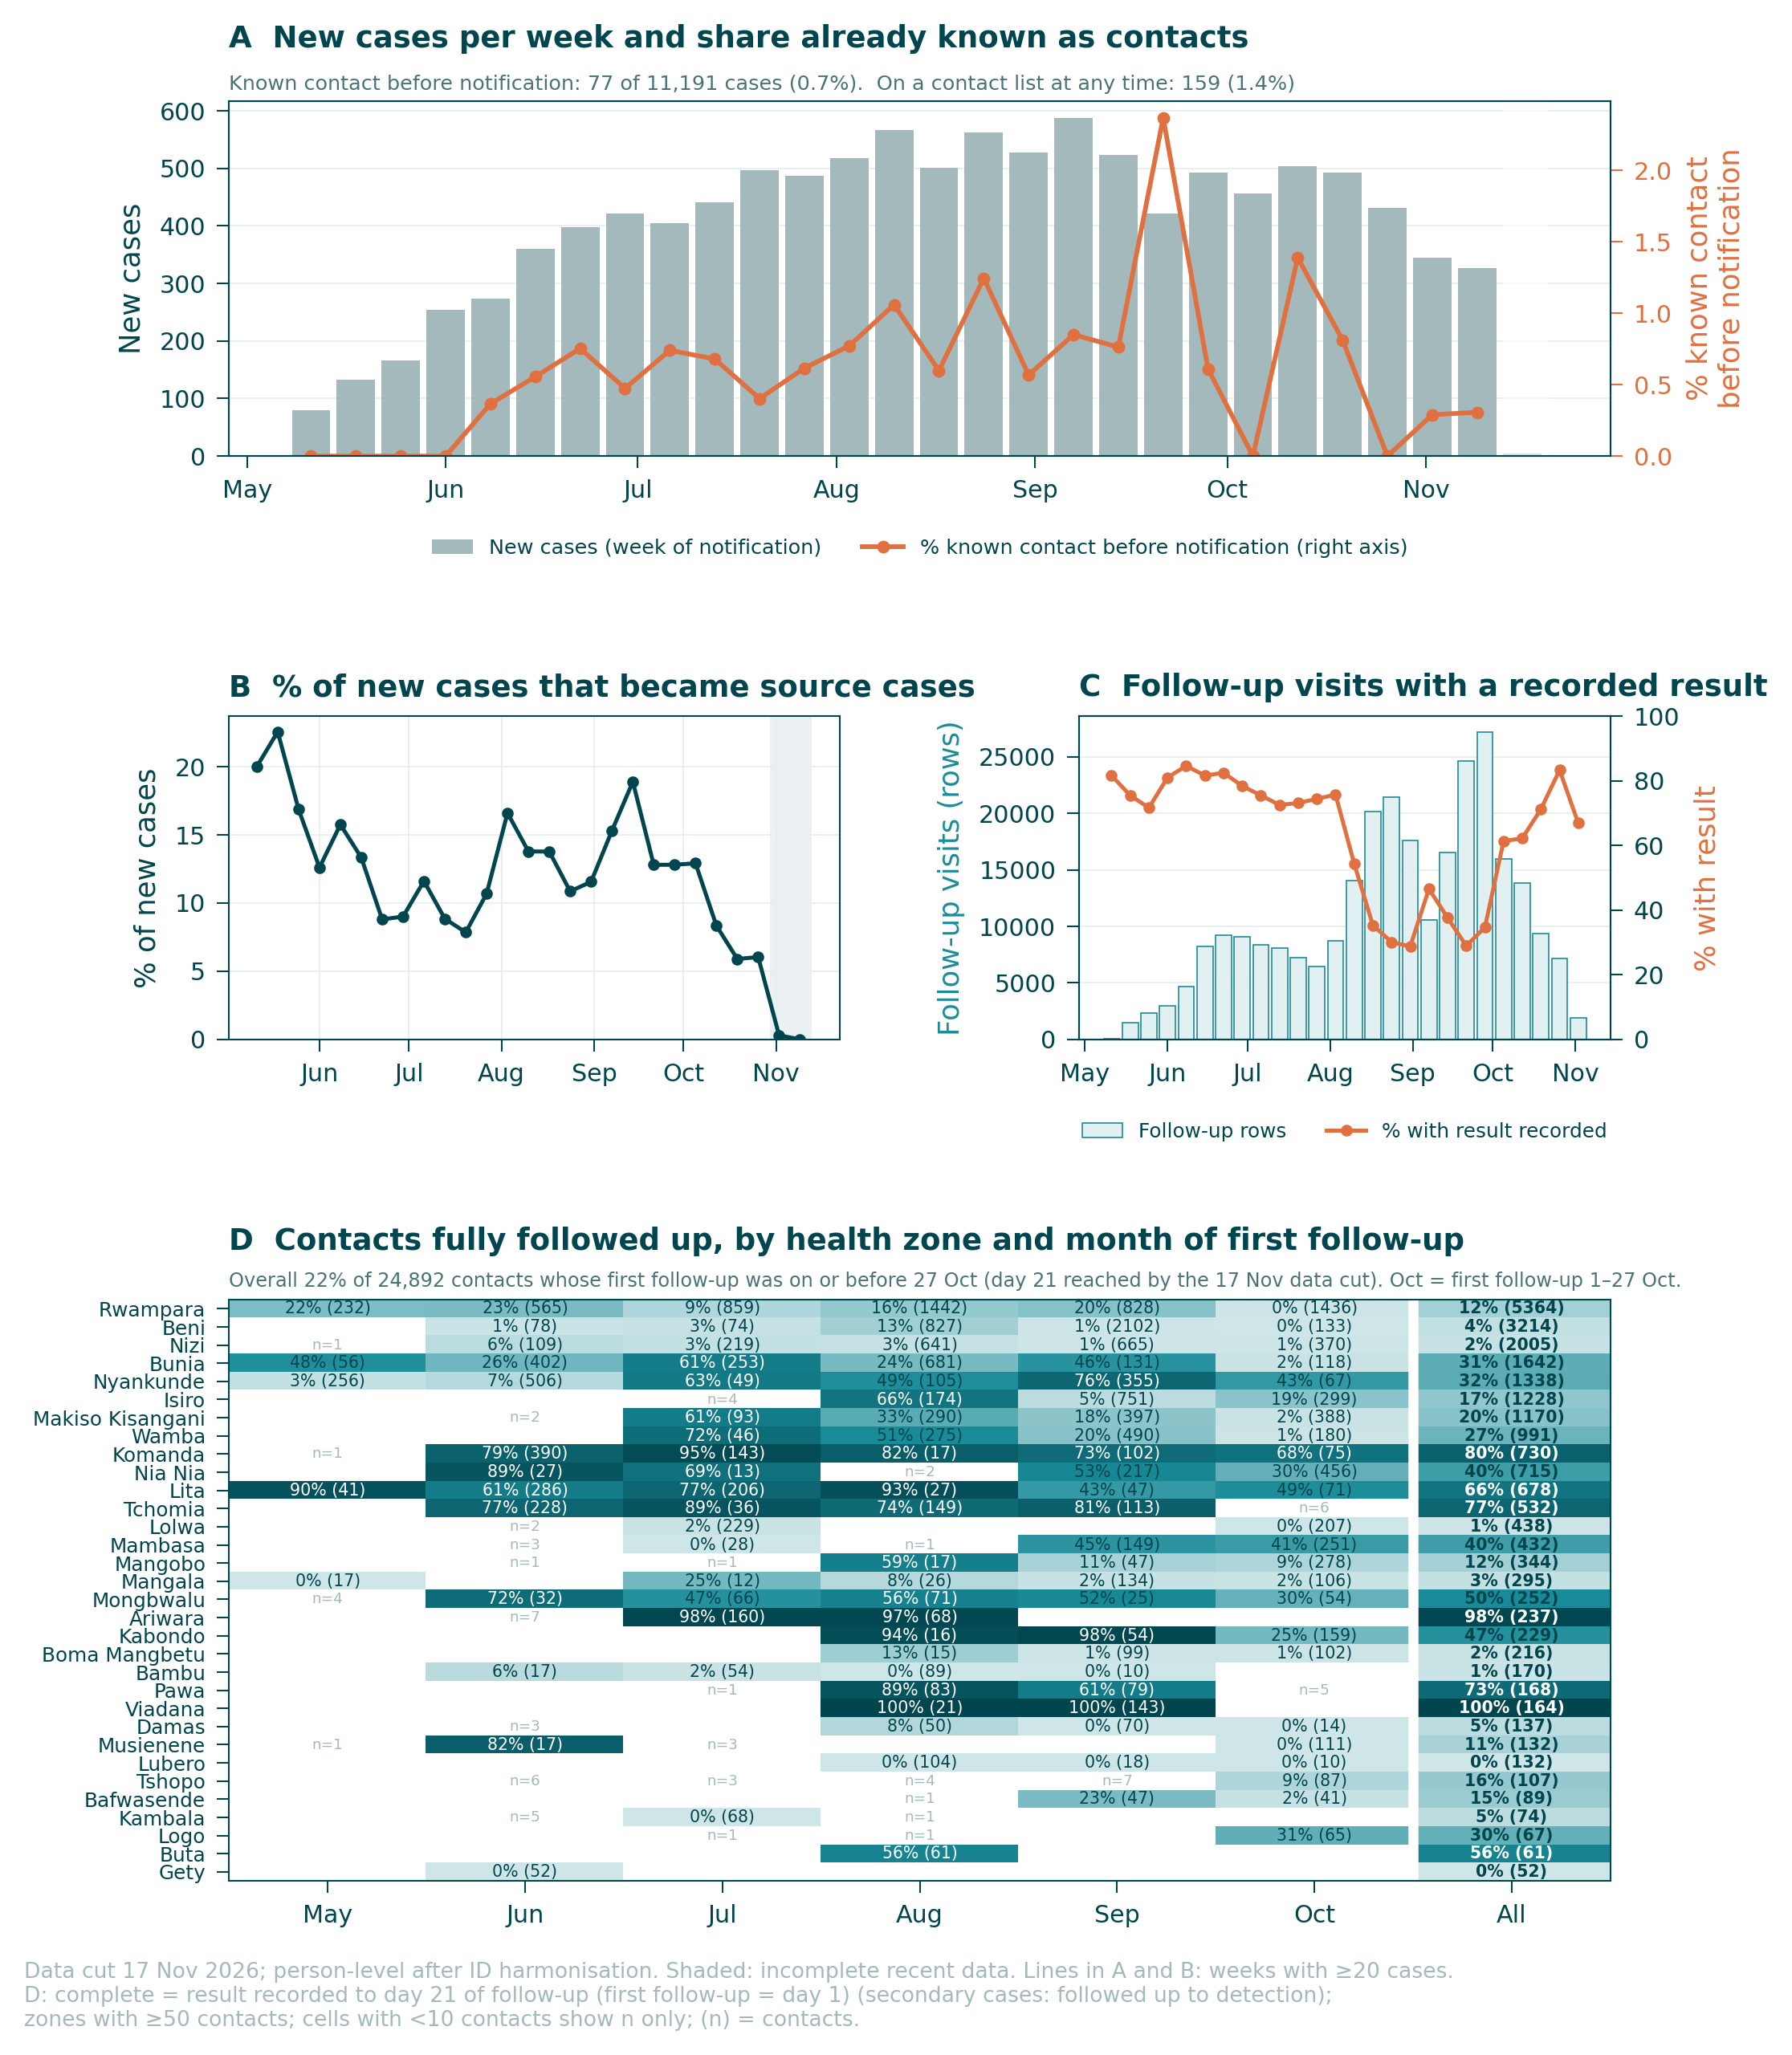 A  New cases per week and share already known as contacts
Known contact before notification: 77 of 11,191 cases (0.7%).  On a contact list at any time: 159 (1.4%)
New cases
600
500
400
300
200
100
0
% known contact
before notification
2.0
1.5
1.0
0.5
0.0
May Jun Jul Aug Sep Oct Nov
New cases (week of notification)  % known contact before notification (right axis)
B  % of new cases that became source cases
% of new cases
20
15
10
5
0
Jun Jul Aug Sep Oct Nov
C  Follow-up visits with a recorded result
Follow-up visits (rows)
25000
20000
15000
10000
5000
0
100
80
60
40
20
0
% with result
May Jun Jul Aug Sep Oct Nov
Follow-up rows  % with result recorded
D  Contacts fully followed up, by health zone and month of first follow-up
Overall 22% of 24,892 contacts whose first follow-up was on or before 27 Oct (day 21 reached by the 17 Nov data cut). Oct = first follow-up 1–27 Oct.
Rwampara 22% (232) 23% (565) 9% (859) 16% (1442) 20% (828) 0% (1436) 12% (5364)
Beni 1% (78) 3% (74) 13% (827) 1% (2102) 0% (133) 4% (3214)
Nizi n=1 6% (109) 3% (219) 3% (641) 1% (665) 1% (370) 2% (2005)
Bunia 48% (56) 26% (402) 61% (253) 24% (681) 46% (131) 2% (118) 31% (1642)
Nyankunde 3% (256) 7% (506) 63% (49) 49% (105) 76% (355) 43% (67) 32% (1338)
Isiro n=4 66% (174) 5% (751) 19% (299) 17% (1228)
Makiso Kisangani n=2 61% (93) 33% (290) 18% (397) 2% (388) 20% (1170)
Wamba 72% (46) 51% (275) 20% (490) 1% (180) 27% (991)
Komanda n=1 79% (390) 95% (143) 82% (17) 73% (102) 68% (75) 80% (730)
Nia Nia 89% (27) 69% (13) n=2 53% (217) 30% (456) 40% (715)
Lita 90% (41) 61% (286) 77% (206) 93% (27) 43% (47) 49% (71) 66% (678)
Tchomia 77% (228) 89% (36) 74% (149) 81% (113) n=6 77% (532)
Lolwa n=2 2% (229) 0% (207) 1% (438)
Mambasa n=3 0% (28) n=1 45% (149) 41% (251) 40% (432)
Mangobo n=1 n=1 59% (17) 11% (47) 9% (278) 12% (344)
Mangala 0% (17) 25% (12) 8% (26) 2% (134) 2% (106) 3% (295)
Mongbwalu n=4 72% (32) 47% (66) 56% (71) 52% (25) 30% (54) 50% (252)
Ariwara n=7 98% (160) 97% (68) 98% (237)
Kabondo 94% (16) 98% (54) 25% (159) 47% (229)
Boma Mangbetu 13% (15) 1% (99) 1% (102) 2% (216)
Bambu 6% (17) 2% (54) 0% (89) 0% (10) 1% (170)
Pawa n=1 89% (83) 61% (79) n=5 73% (168)
Viadana 100% (21) 100% (143) 100% (164)
Damas n=3 8% (50) 0% (70) 0% (14) 5% (137)
Musienene n=1 82% (17) n=3 0% (111) 11% (132)
Lubero 0% (104) 0% (18) 0% (10) 0% (132)
Tshopo n=6 n=3 n=4 n=7 9% (87) 16% (107)
Bafwasende n=1 23% (47) 2% (41) 15% (89)
Kambala n=5 0% (68) n=1 5% (74)
Logo n=1 n=1 31% (65) 30% (67)
Buta 56% (61) 56% (61)
Gety 0% (52) 0% (52)
May Jun Jul Aug Sep Oct All
Data cut 17 Nov 2026; person-level after ID harmonisation. Shaded: incomplete recent data. Lines in A and B: weeks with ≥20 cases.
D: complete = result recorded to day 21 of follow-up (first follow-up = day 1) (secondary cases: followed up to detection);
zones with ≥50 contacts; cells with <10 contacts show n only; (n) = contacts.